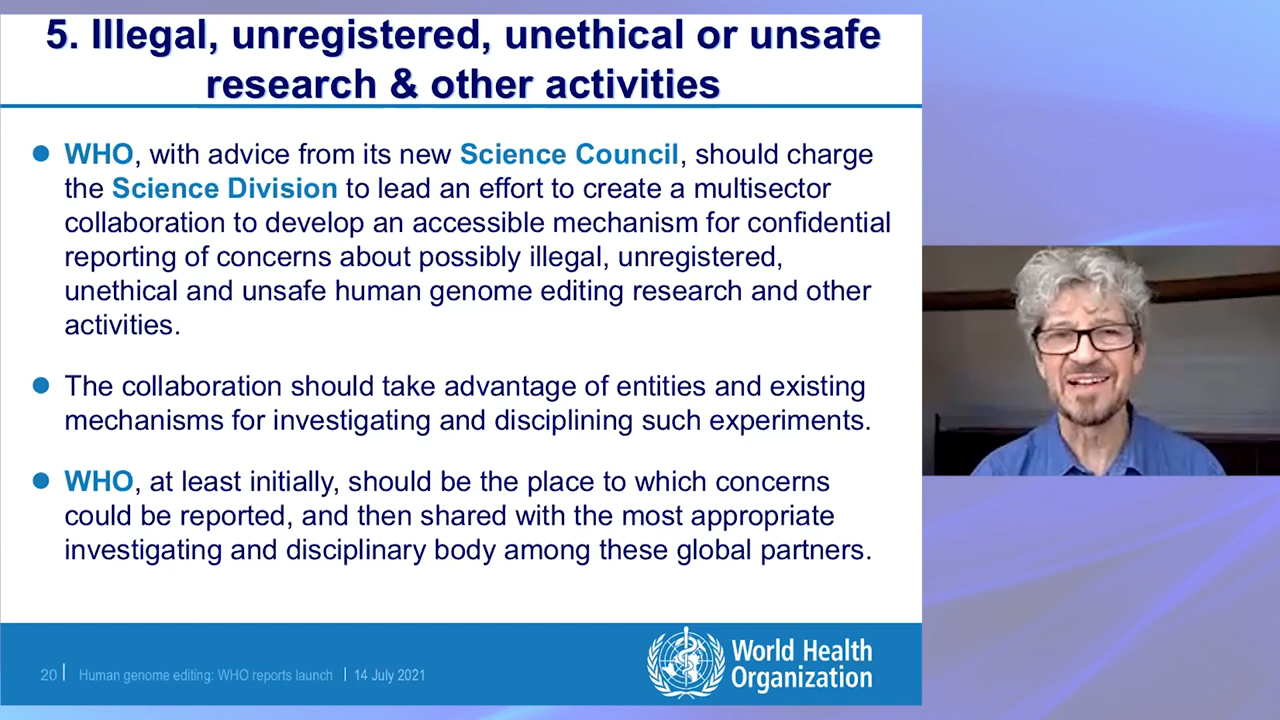 5. Illegal, unregistered, unethical or unsafe
research & other activities
WHO, with advice from its new Science Council, should charge
the Science Division to lead an effort to create a multisector
collaboration to develop an accessible mechanism for confidential
reporting of concerns about possibly illegal, unregistered,
unethical and unsafe human genome editing research and other
activities.
The collaboration should take advantage of entities and existing
mechanisms for investigating and disciplining such experiments.
WHO, at least initially, should be the place to which concerns
could be reported, and then shared with the most appropriate
investigating and disciplinary body among these global partners.
20 | Human genome editing: WHO reports launch | 14 July 2021
World Health
Organization